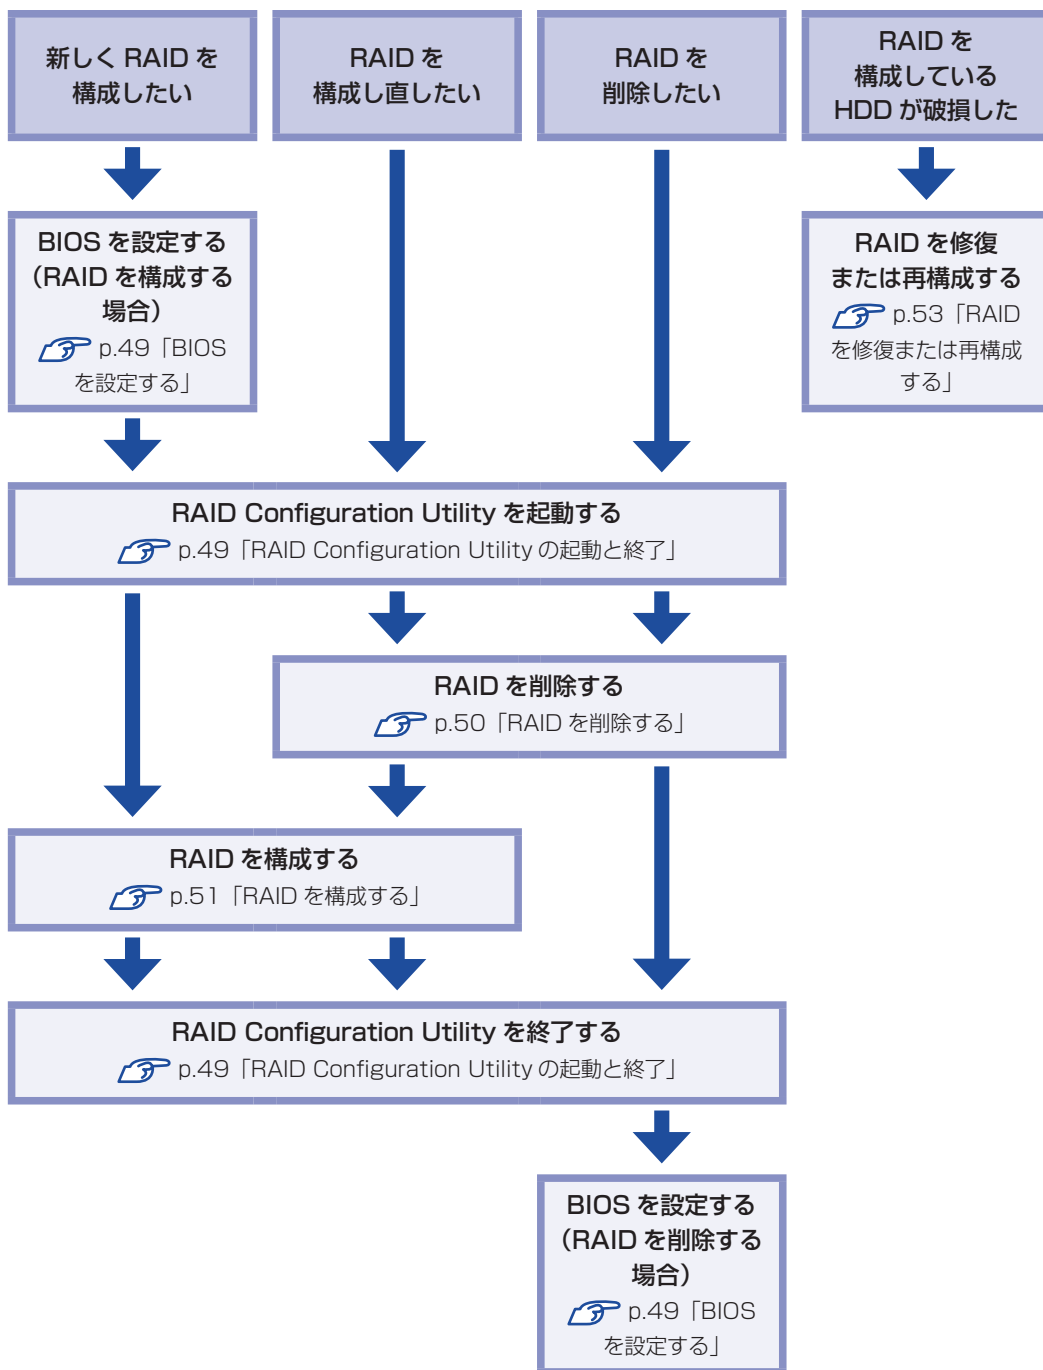 新しく RAID を
構成したい
RAID を
構成し直したい
RAID を
削除したい
RAID を
構成している
HDD が破損した
BIOS を設定する
（RAID を構成する
場合）
p.49「BIOS
を設定する」
RAID を修復
または再構成する
p.53「RAID
を修復または再構成
する」
RAID Configuration Utility を起動する
p.49「RAID Configuration Utility の起動と終了」
RAID を削除する
p.50「RAID を削除する」
RAID を構成する
p.51「RAID を構成する」
RAID Configuration Utility を終了する
p.49「RAID Configuration Utility の起動と終了」
BIOS を設定する
（RAID を削除する
場合）
p.49「BIOS
を設定する」